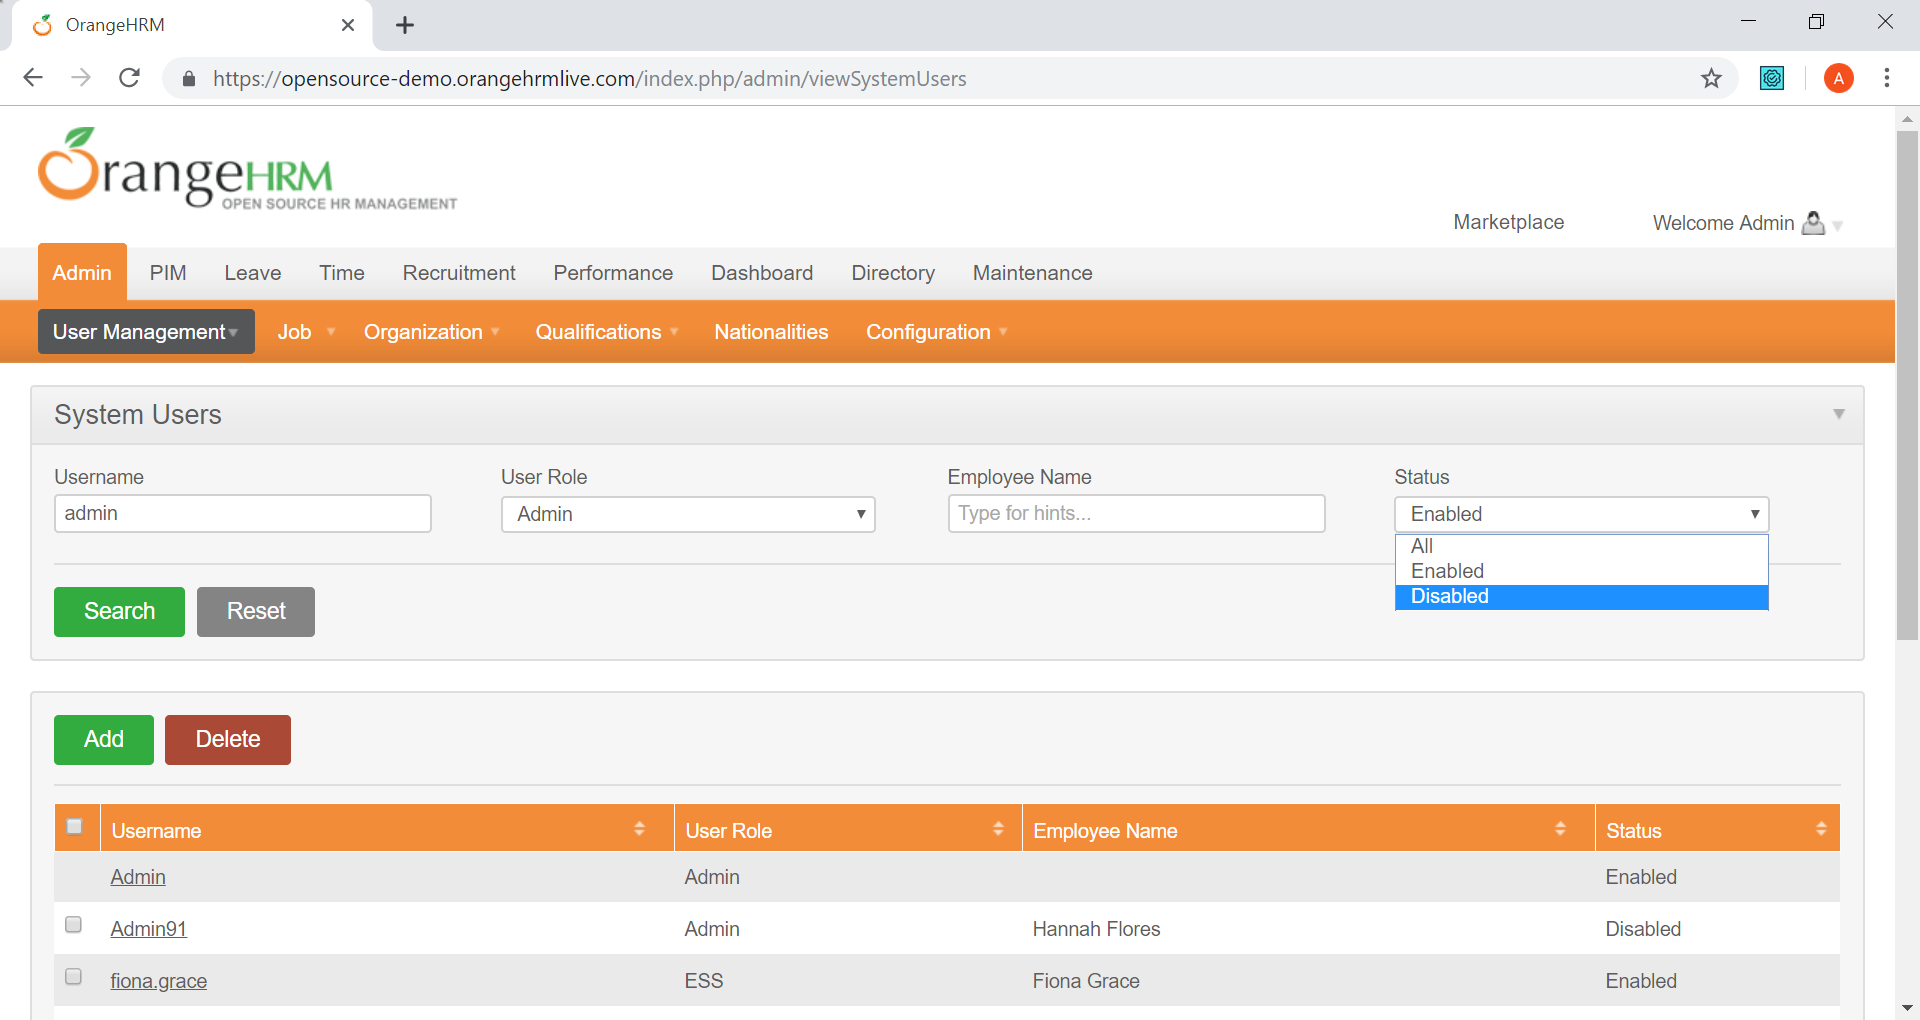 OrangeHRM
https://opensource-demo.orangehrmlive.com/index.php/admin/viewSystemUsers
A
OrangeHRM
OPEN SOURCE HR MANAGEMENT
Marketplace Welcome Admin
Admin PIM Leave Time Recruitment Performance Dashboard Directory Maintenance
User Management Job Organization Qualifications Nationalities Configuration
System Users
Username User Role Employee Name Status
admin Admin Type for hints... Enabled
All
Enabled
Disabled
Search Reset
Add Delete
Username User Role Employee Name Status
Admin Admin Enabled
Admin91 Admin Hannah Flores Disabled
fiona.grace ESS Fiona Grace Enabled